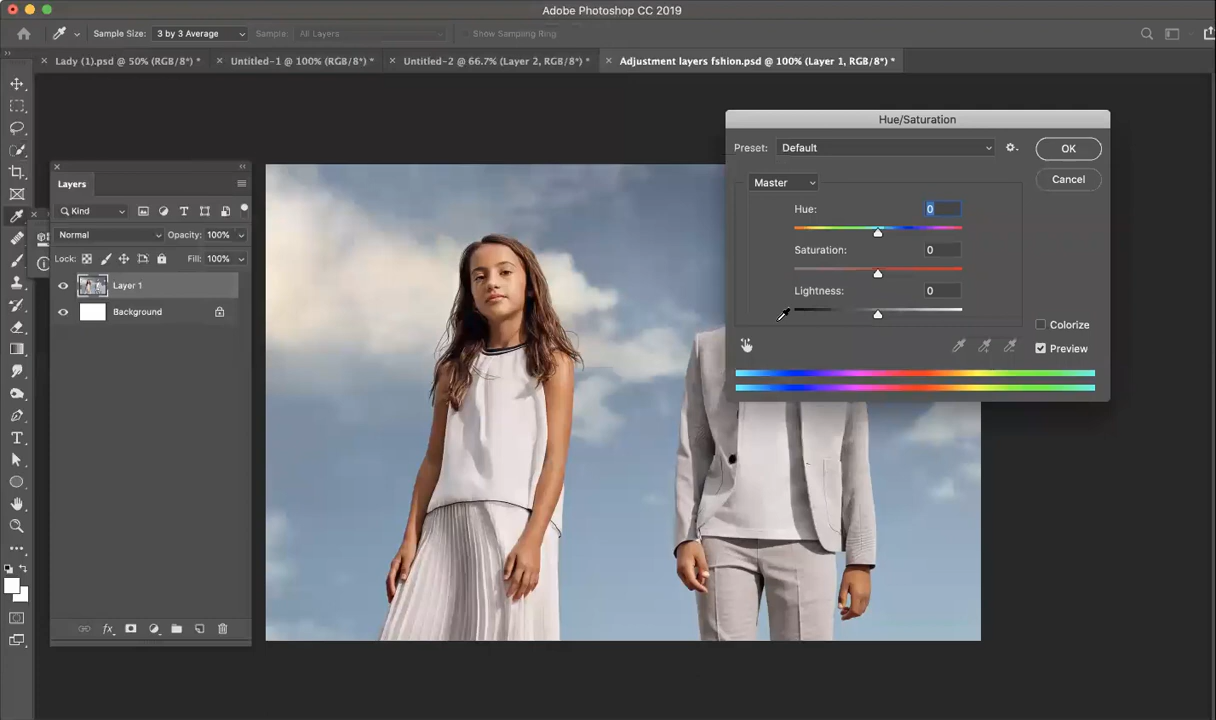 Adobe Photoshop CC 2019
Sample Size: 3 by 3 Average Sample: All Layers Show Sampling Ring
Lady (1).psd @ 50% (RGB/8*) * Untitled-1 @ 100% (RGB/8*) * Untitled-2 @ 66.7% (Layer 2, RGB/8*) * Adjustment layers fshion.psd @ 100% (Layer 1, RGB/8*) *
Layers
Kind
Normal Opacity: 100%
Lock: Fill: 100%
Layer 1
Background
fx
Hue/Saturation
Preset: Default OK
Master Cancel
Hue: 0
Saturation: 0
Lightness: 0
Colorize
Preview